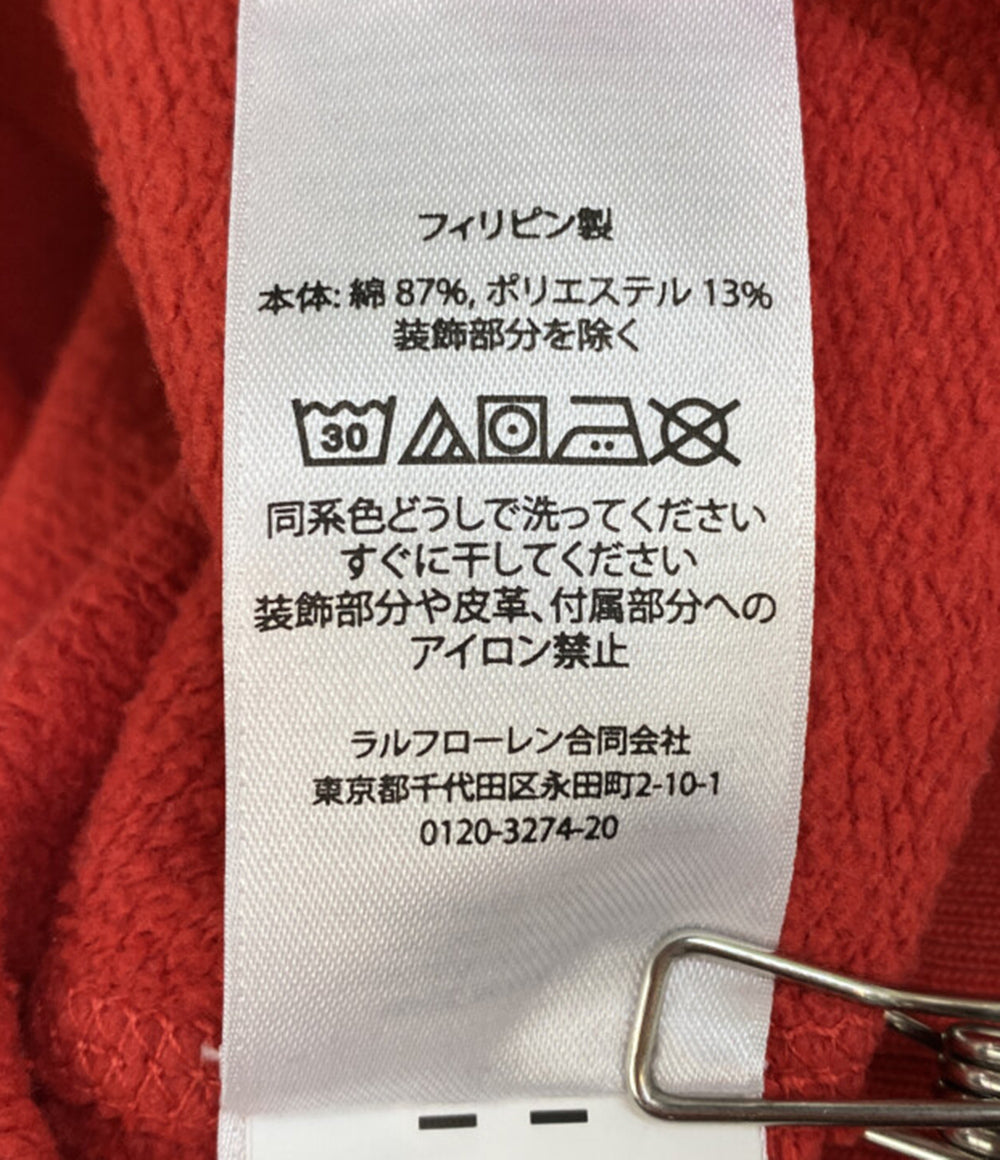 フィリピン製
本体: 綿 87%, ポリエステル 13%
装飾部分を除く
30
同系色どうしで洗ってください
すぐに干してください
装飾部分や皮革、付属部分への
アイロン禁止
ラルフローレン合同会社
東京都千代田区永田町2-10-1
0120-3274-20